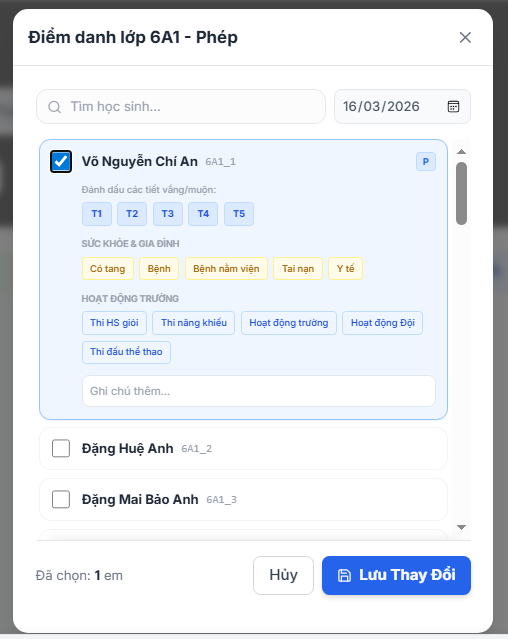 Điểm danh lớp 6A1 - Phép
Tìm học sinh...
16/03/2026
Võ Nguyễn Chí An 6A1_1 P
Đánh dấu các tiết vắng/muộn:
T1 T2 T3 T4 T5
SỨC KHỎE & GIA ĐÌNH
Có tang Bệnh Bệnh nằm viện Tai nạn Y tế
HOẠT ĐỘNG TRƯỜNG
Thi HS giỏi Thi năng khiếu Hoạt động trường Hoạt động Đội
Thi đấu thể thao
Ghi chú thêm...
Đặng Huệ Anh 6A1_2
Đặng Mai Bảo Anh 6A1_3
Đã chọn: 1 em
Hủy
Lưu Thay Đổi